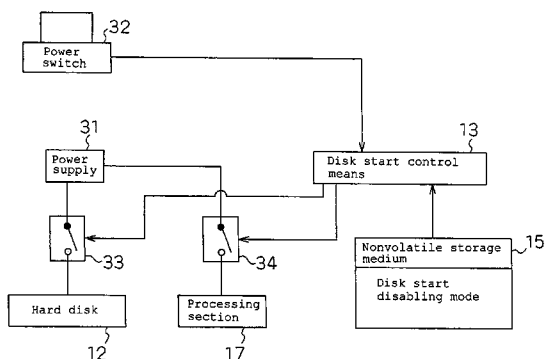 32
Power
switch
31
Power
supply
13
Disk start control
means
33
34
15
Nonvolatile storage
medium
Disk start
disabling mode
Hard disk
12
Processing
section
17